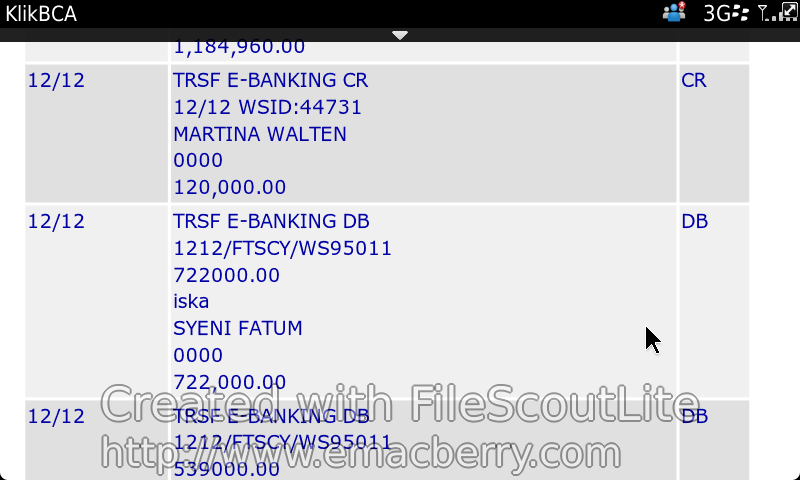 KlikBCA
3G
1,184,960.00
12/12
TRSF E-BANKING CR
CR
12/12 WSID:44731
MARTINA WALTEN
0000
120,000.00
12/12
TRSF E-BANKING DB
DB
1212/FTSCY/WS95011
722000.00
iska
SYENI FATUM
0000
722,000.00
Created with FileScoutLite
12/12
TRSF E-BANKING DB
DB
1212/FTSCY/WS95011
http://www.emacberry.com
539000.00